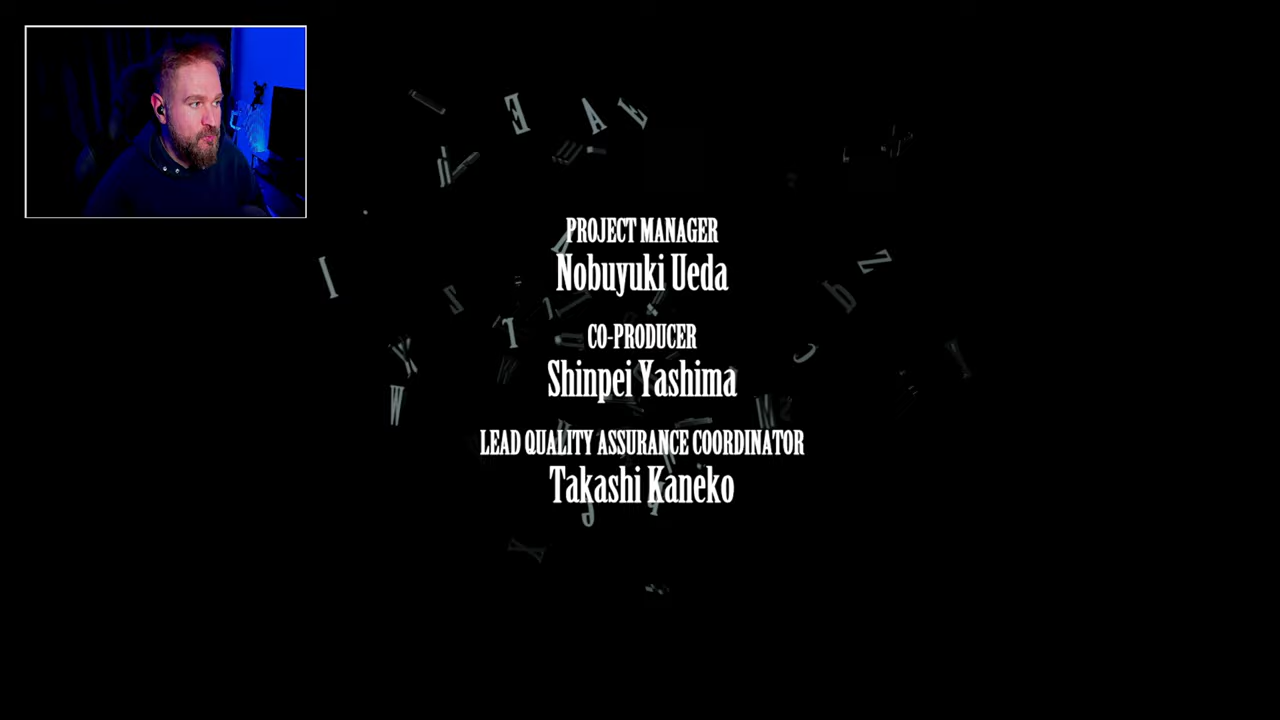 PROJECT MANAGER
Nobuyuki Ueda
CO-PRODUCER
Shinpei Yashima
LEAD QUALITY ASSURANCE COORDINATOR
Takashi Kaneko